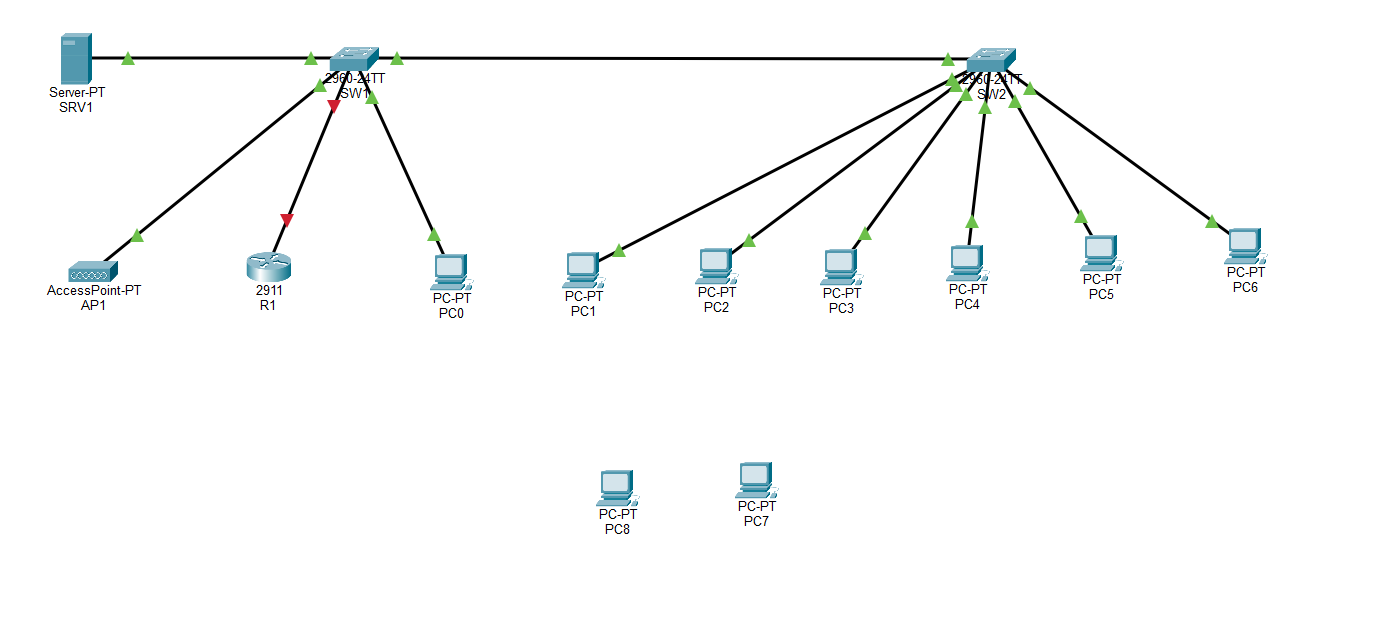 Server-PT
SRV1
2960-24TT
SW1
2960-24TT
SW2
AccessPoint-PT
AP1
2911
R1
PC-PT
PC0
PC-PT
PC1
PC-PT
PC2
PC-PT
PC3
PC-PT
PC4
PC-PT
PC5
PC-PT
PC6
PC-PT
PC8
PC-PT
PC7